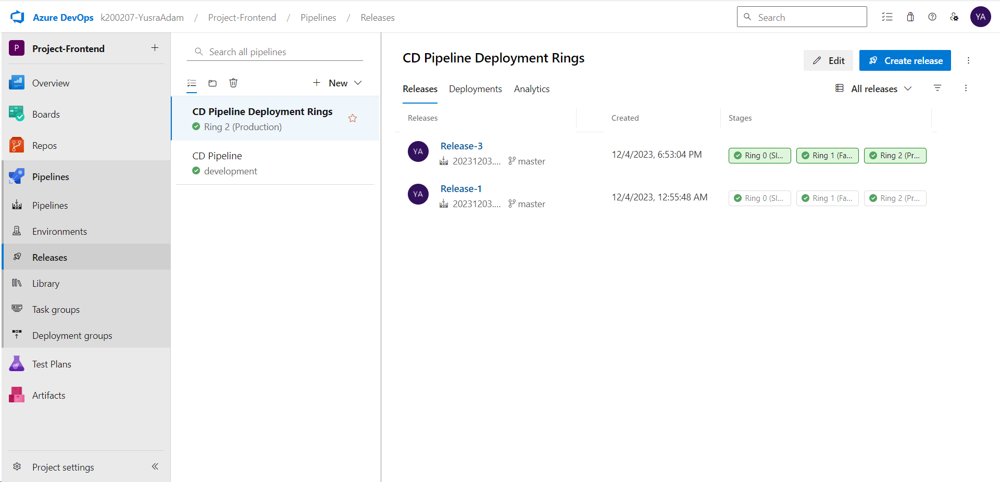 Azure DevOps k200207-YusraAdam / Project-Frontend / Pipelines / Releases
Search
YA
P Project-Frontend
Overview
Boards
Repos
Pipelines
Pipelines
Environments
Releases
Library
Task groups
Deployment groups
Test Plans
Artifacts
Project settings
Search all pipelines
New
CD Pipeline Deployment Rings
Ring 2 (Production)
CD Pipeline
development
CD Pipeline Deployment Rings
Edit
Create release
Releases Deployments Analytics
All releases
Releases Created Stages
YA
Release-3
20231203.... master
12/4/2023, 6:53:04 PM
Ring 0 (Sl... Ring 1 (Fa... Ring 2 (Pr...
YA
Release-1
20231203.... master
12/4/2023, 12:55:48 AM
Ring 0 (Sl... Ring 1 (Fa... Ring 2 (Pr...